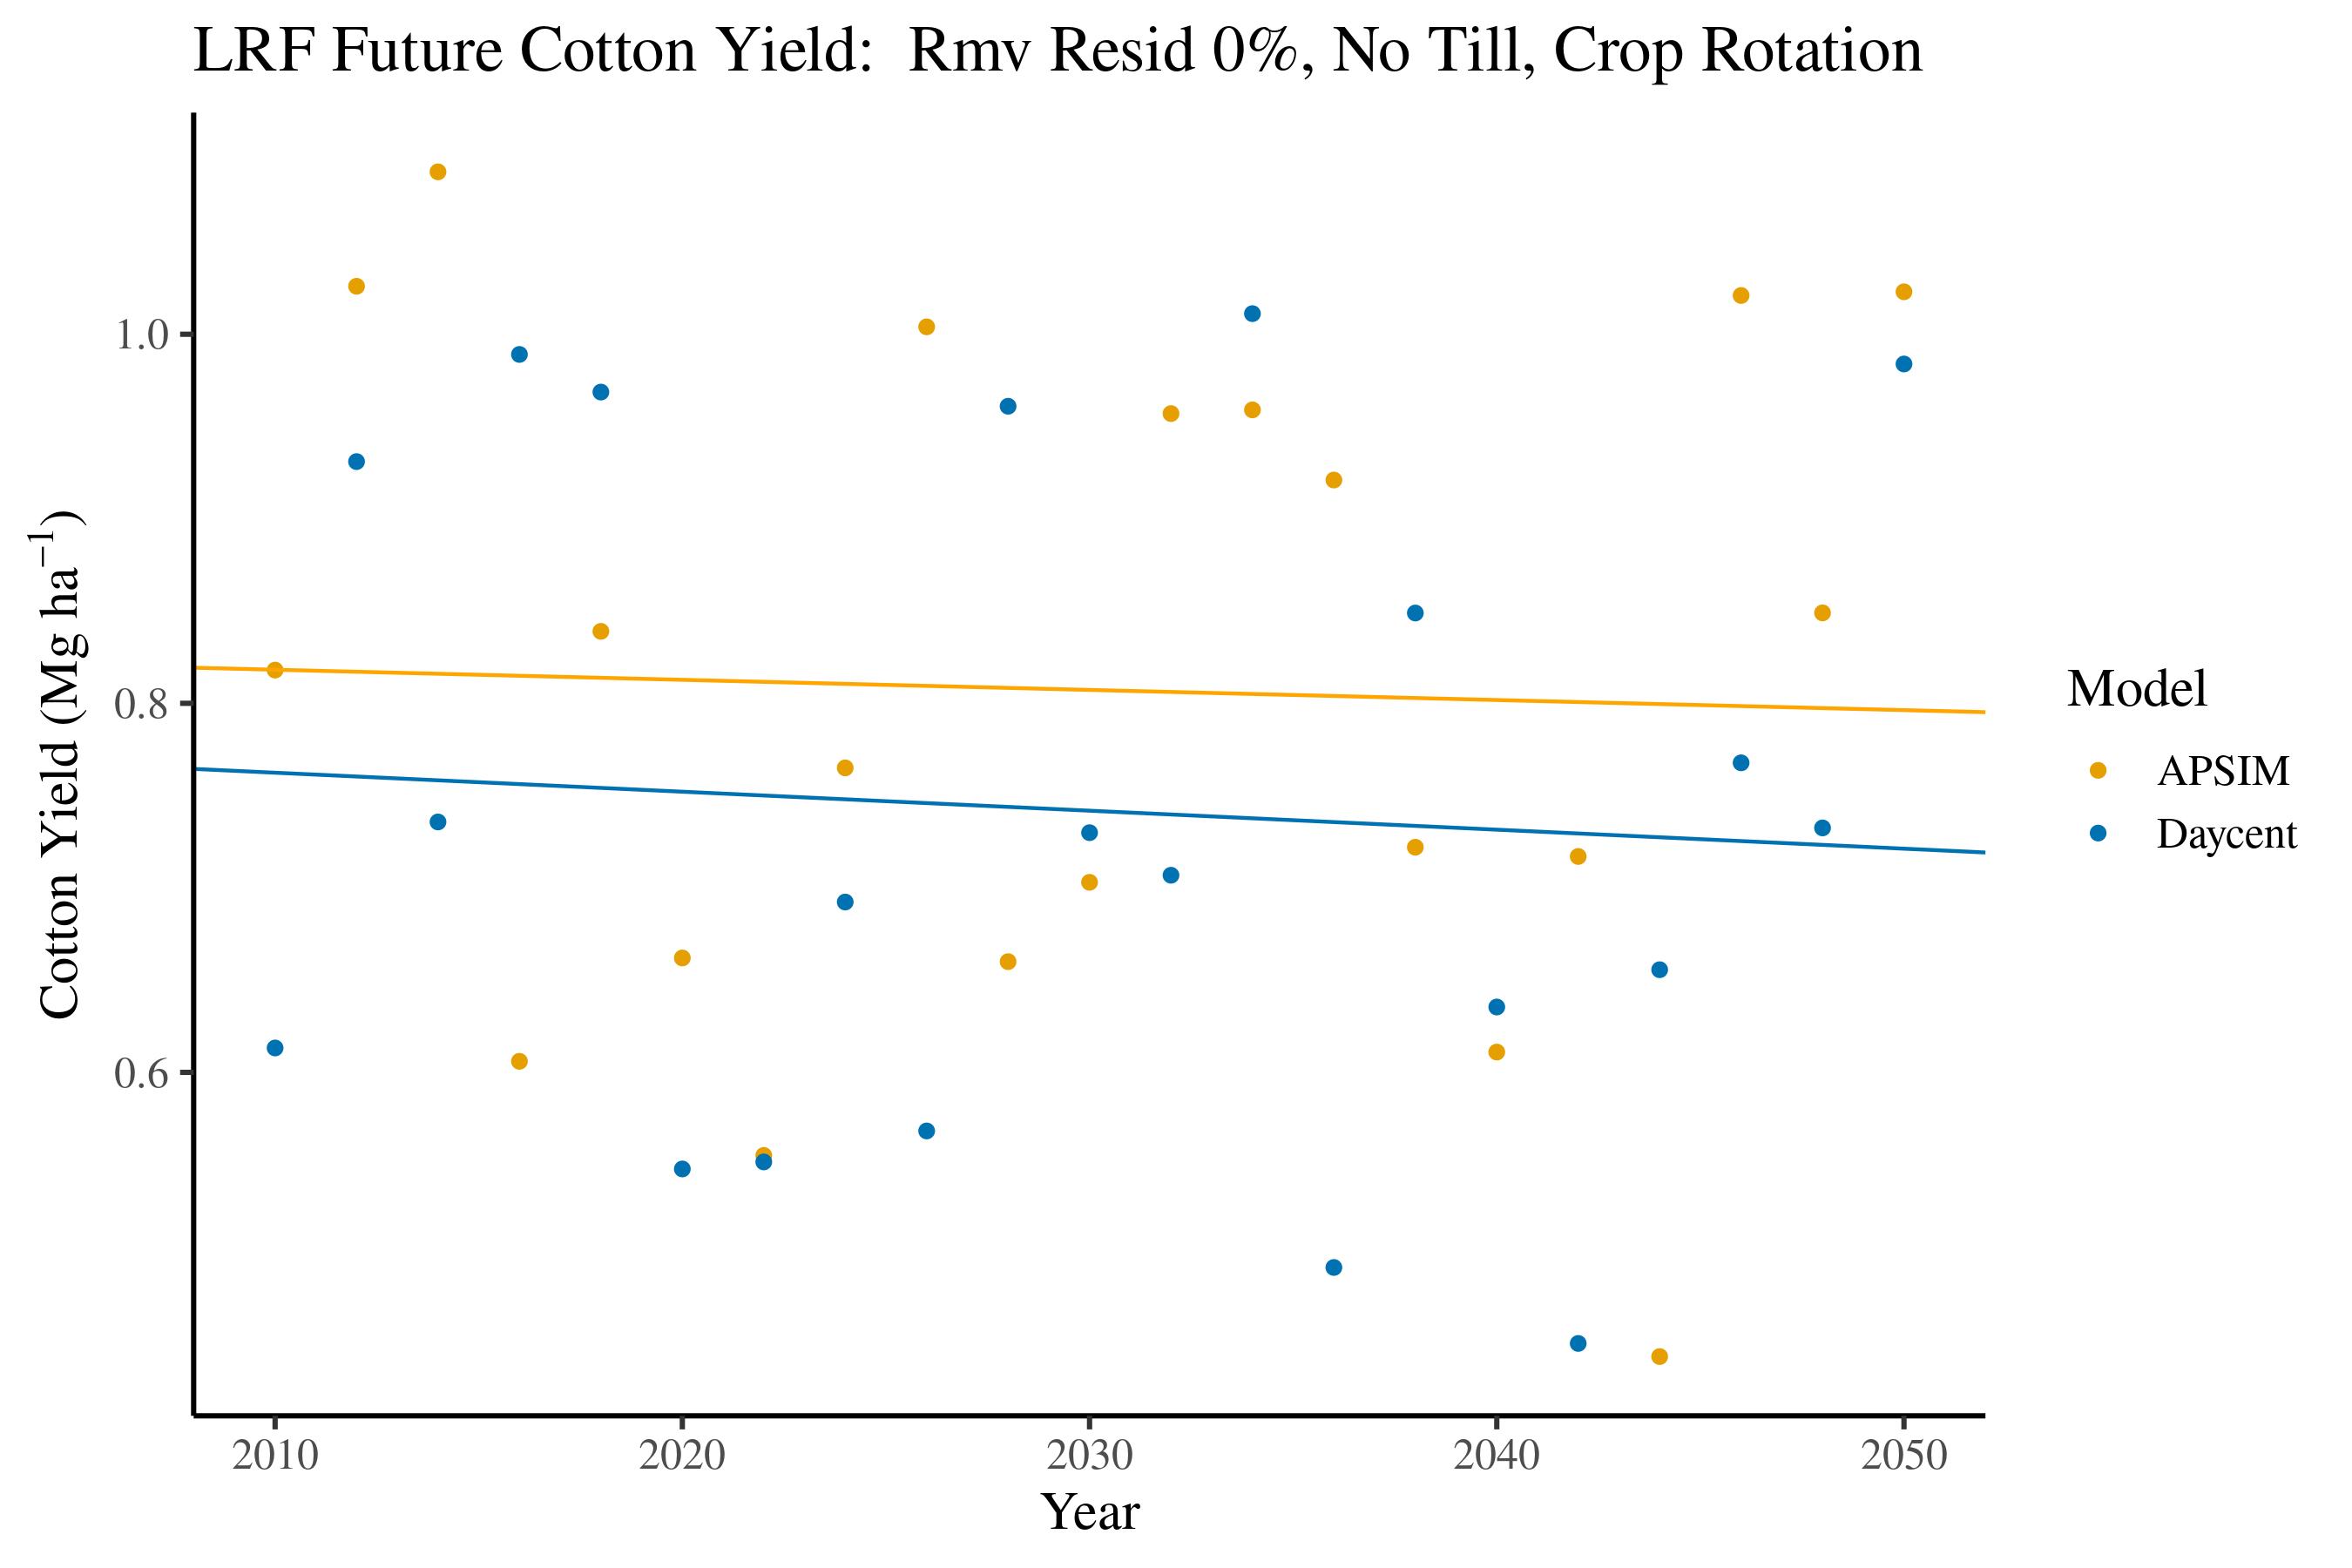 LRF Future Cotton Yield:  Rmv Resid 0%, No Till, Crop Rotation
Cotton Yield (Mg ha⁻¹)
1.0
0.8
0.6
2010 2020 2030 2040 2050
Year
Model
APSIM
Daycent